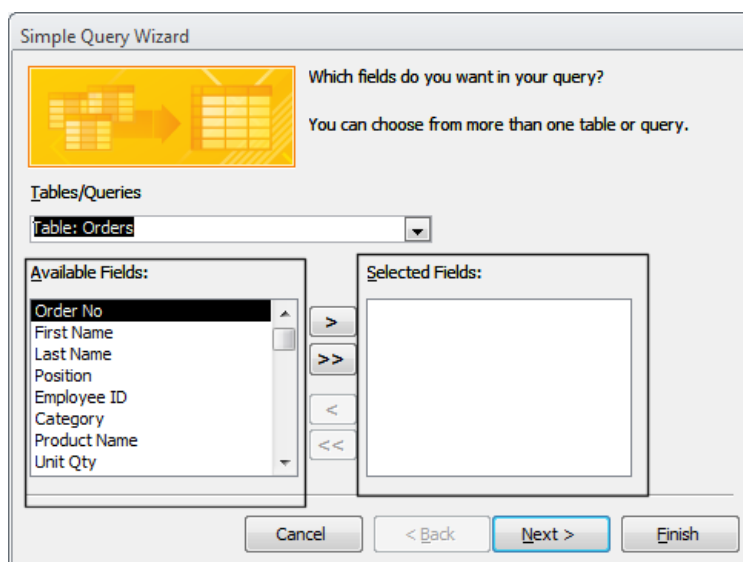 Simple Query Wizard
Which fields do you want in your query?
You can choose from more than one table or query.
Tables/Queries
Table: Orders
Available Fields:
Selected Fields:
Order No
First Name
Last Name
Position
Employee ID
Category
Product Name
Unit Qty
>
>>
<
<<
Cancel
< Back
Next >
Finish